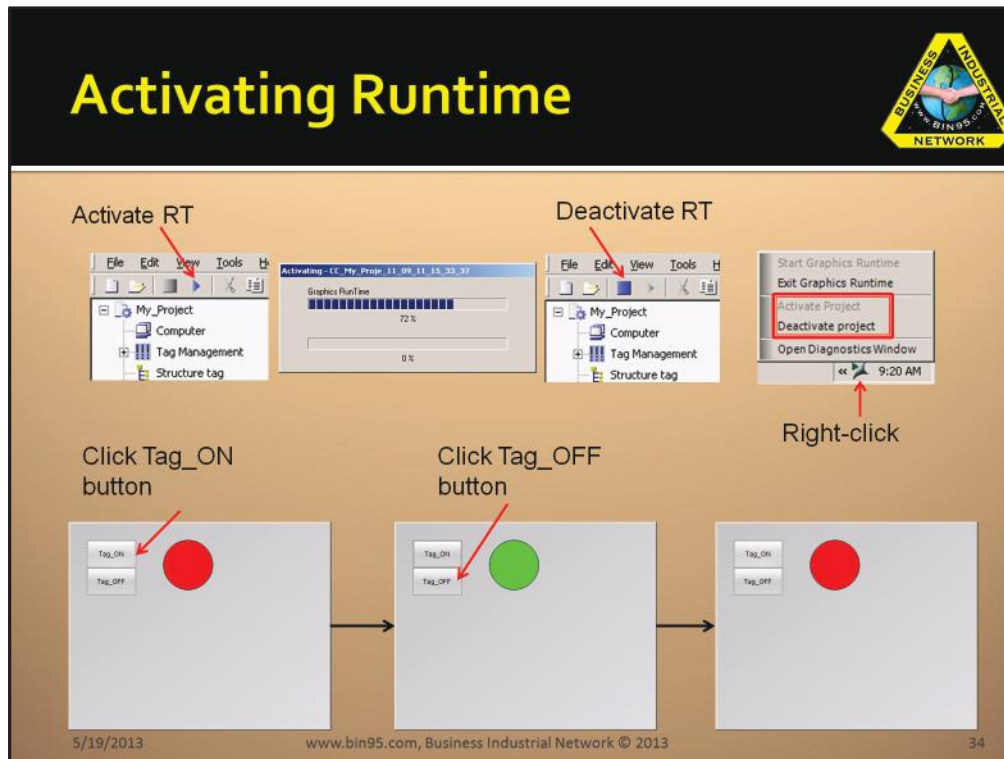 Activating Runtime
BUSINESS
INDUSTRIAL
www.BIN95.com
NETWORK
Activate RT
Deactivate RT
File Edit View Tools H
My_Project
Computer
Tag Management
Structure tag
Activating - CC_My_Proje_11_09_11_15_33_37
Graphics RunTime
72 %
0 %
File Edit View Tools H
My_Project
Computer
Tag Management
Structure tag
Start Graphics Runtime
Exit Graphics Runtime
Activate Project
Deactivate project
Open Diagnostics Window
« 9:20 AM
Right-click
Click Tag_ON
button
Click Tag_OFF
button
Tag_ON
Tag_OFF
Tag_ON
Tag_OFF
Tag_ON
Tag_OFF
5/19/2013
www.bin95.com, Business Industrial Network © 2013
34